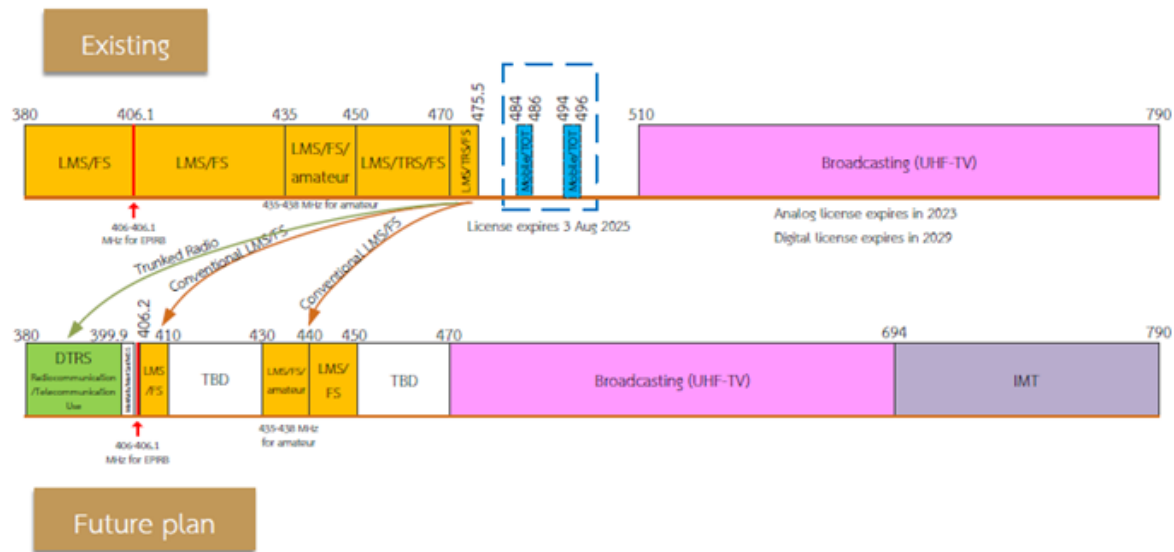 Existing
380
406.1
435
450
470
475.5
484
486
494
496
510
790
LMS/FS
LMS/FS
LMS/FS/
amateur
LMS/TRS/FS
LMS/TRS/FS
Mobile/TOT
Mobile/TOT
Broadcasting (UHF-TV)
406-406.1
MHz for EPIRB
435-438 MHz for amateur
License expires 3 Aug 2025
Analog license expires in 2023
Digital license expires in 2029
Trunked Radio
Conventional LMS/FS
Conventional LMS/FS
380
399.9
406.2
410
430
440
450
470
694
790
DTRS
Radiocommunication
/Telecommunication
Use
LMS
/FS
TBD
LMS/FS/
amateur
LMS/
FS
TBD
Broadcasting (UHF-TV)
IMT
406-406.1
MHz for EPIRB
435-438 MHz
for amateur
Future plan